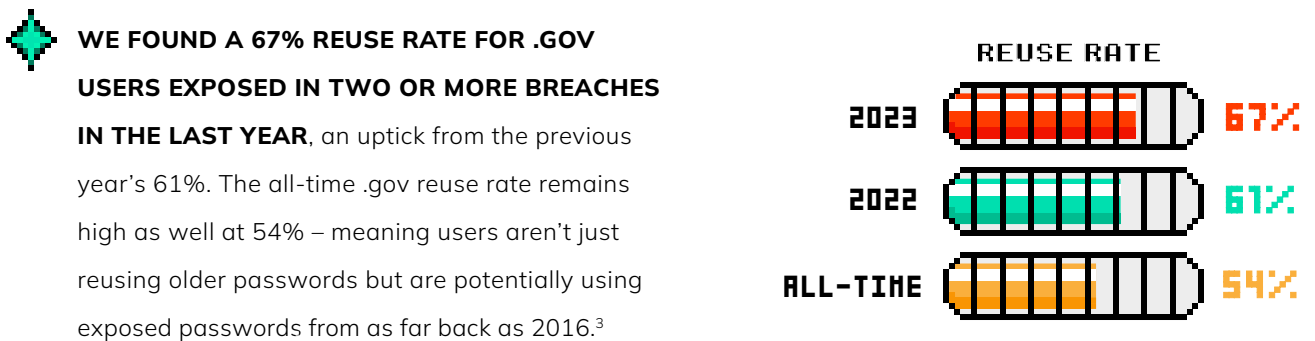 WE FOUND A 67% REUSE RATE FOR .GOV
USERS EXPOSED IN TWO OR MORE BREACHES
IN THE LAST YEAR, an uptick from the previous
year’s 61%. The all-time .gov reuse rate remains
high as well at 54% – meaning users aren’t just
reusing older passwords but are potentially using
exposed passwords from as far back as 2016.³
REUSE RATE
2023 67%
2022 61%
ALL-TIME 54%